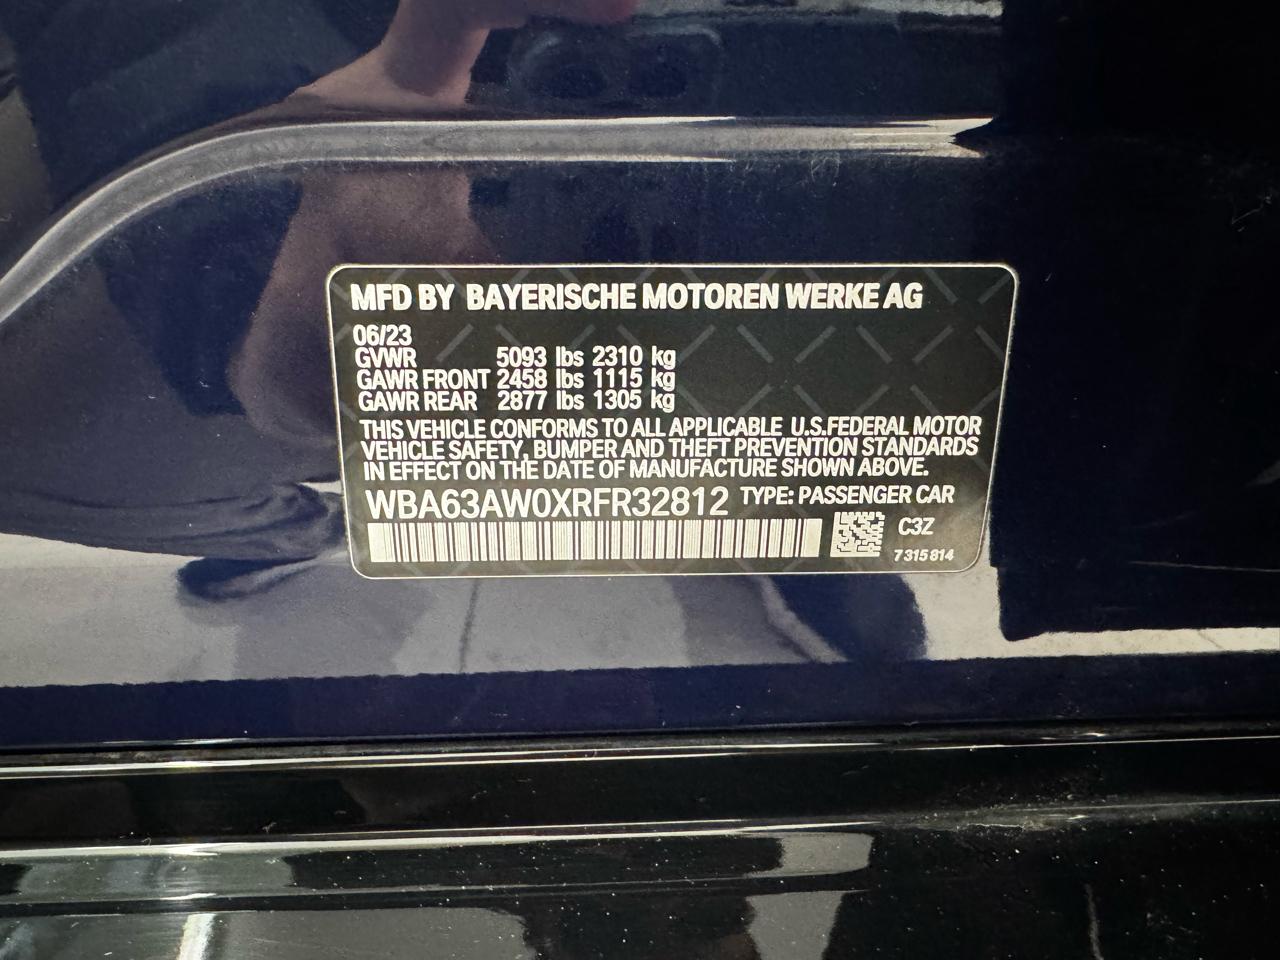 MFD BY BAYERISCHE MOTOREN WERKE AG
06/23
GVWR 5093 lbs 2310 kg
GAWR FRONT 2458 lbs 1115 kg
GAWR REAR 2877 lbs 1305 kg
THIS VEHICLE CONFORMS TO ALL APPLICABLE U.S.FEDERAL MOTOR
VEHICLE SAFETY, BUMPER AND THEFT PREVENTION STANDARDS
IN EFFECT ON THE DATE OF MANUFACTURE SHOWN ABOVE.
WBA63AW0XRFR32812 TYPE: PASSENGER CAR
C3Z
7315814